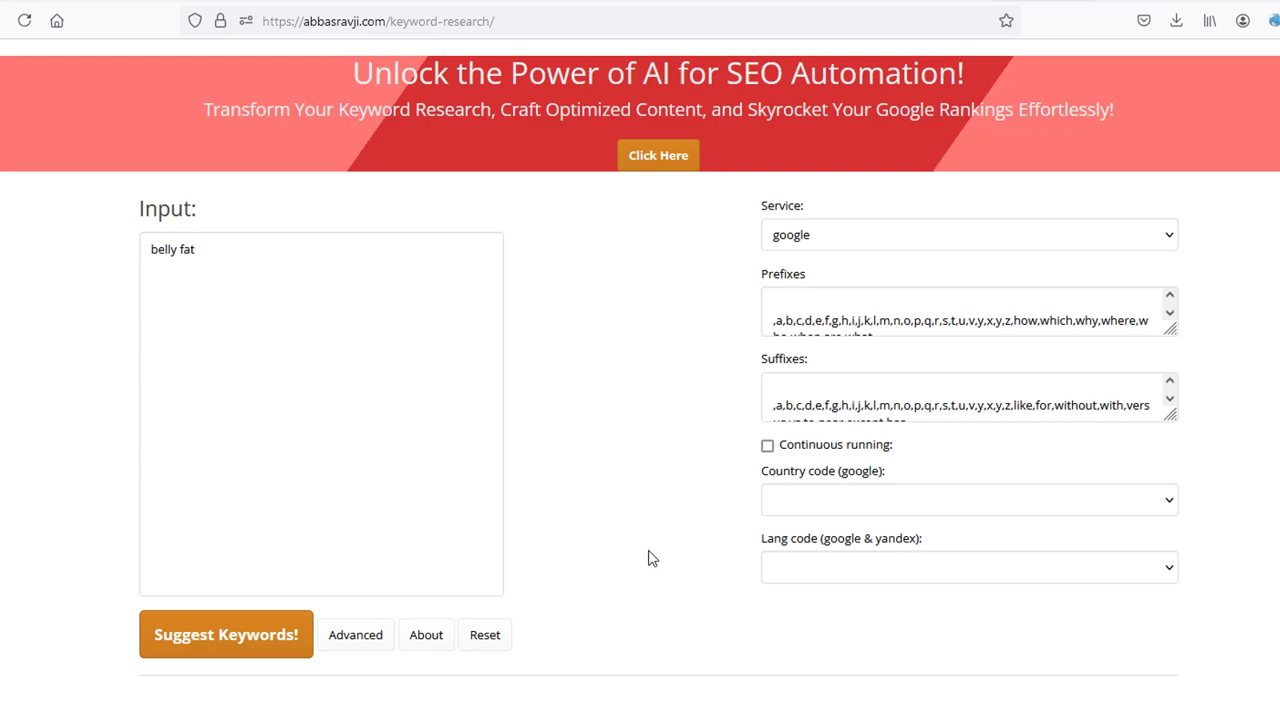 https://abbasravji.com/keyword-research/
Unlock the Power of AI for SEO Automation!
Transform Your Keyword Research, Craft Optimized Content, and Skyrocket Your Google Rankings Effortlessly!
Click Here
Input:
belly fat
Service:
google
Prefixes
,a,b,c,d,e,f,g,h,i,j,k,l,m,n,o,p,q,r,s,t,u,v,y,x,y,z,how,which,why,where,w
Suffixes:
,a,b,c,d,e,f,g,h,i,j,k,l,m,n,o,p,q,r,s,t,u,v,y,x,y,z,like,for,without,with,vers
Continuous running:
Country code (google):
Lang code (google & yandex):
Suggest Keywords!
Advanced
About
Reset